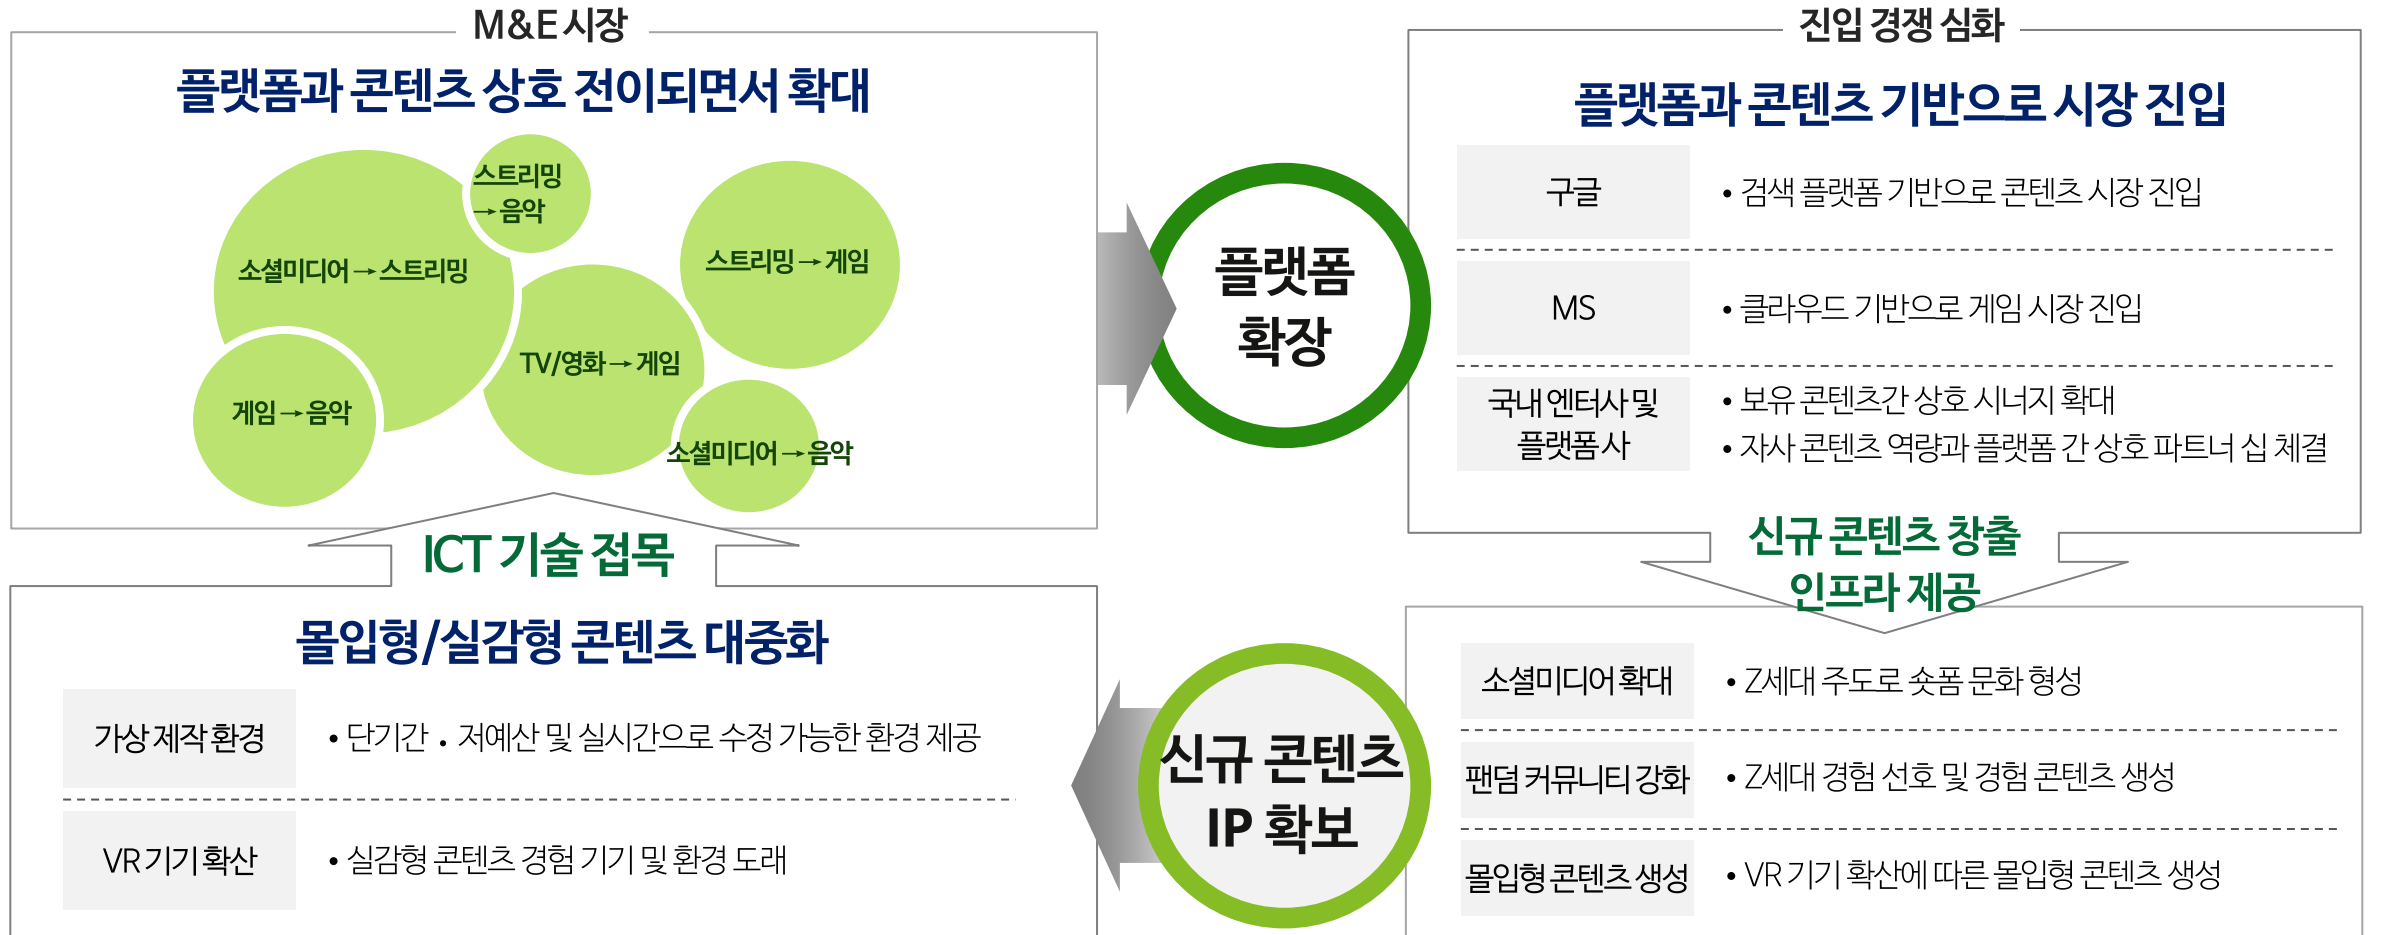 M&E 시장
플랫폼과 콘텐츠 상호 전이되면서 확대
스트리밍
→음악
소셜미디어→스트리밍
스트리밍→게임
TV/영화→게임
게임→음악
소셜미디어→음악
플랫폼
확장
진입 경쟁 심화
플랫폼과 콘텐츠 기반으로 시장 진입
구글
• 검색 플랫폼 기반으로 콘텐츠 시장 진입
MS
• 클라우드 기반으로 게임 시장 진입
국내 엔터사 및
플랫폼사
• 보유 콘텐츠간 상호 시너지 확대
• 자사 콘텐츠 역량과 플랫폼 간 상호 파트너 십 체결
신규 콘텐츠 창출
인프라 제공
소셜미디어 확대
• Z세대 주도로 숏폼 문화 형성
팬덤 커뮤니티 강화
• Z세대 경험 선호 및 경험 콘텐츠 생성
몰입형 콘텐츠 생성
• VR 기기 확산에 따른 몰입형 콘텐츠 생성
신규 콘텐츠
IP 확보
ICT 기술 접목
몰입형/실감형 콘텐츠 대중화
가상 제작 환경
• 단기간 . 저예산 및 실시간으로 수정 가능한 환경 제공
VR 기기 확산
• 실감형 콘텐츠 경험 기기 및 환경 도래